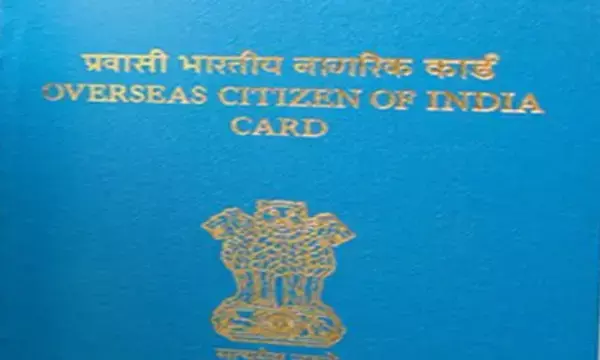 प्रवासी भारतीय नागरिक कार्ड
OVERSEAS CITIZEN OF INDIA
CARD